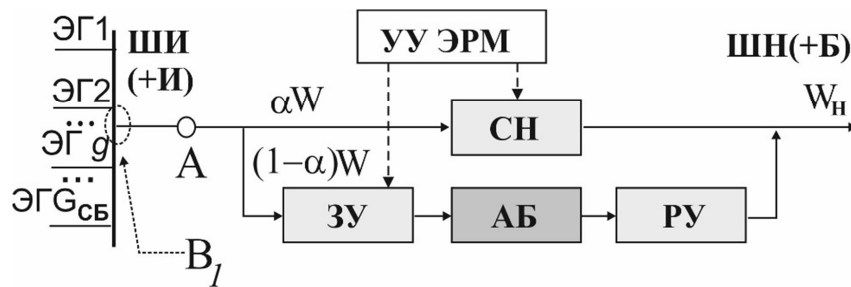 ЭГ1
ШИ
(+И)
УУ ЭРМ
ШН(+Б)
ЭГ2
...
αW
СН
Wн
ЭГ g
...
A
(1−α)W
ЭГGСБ
ЗУ
АБ
РУ
B1